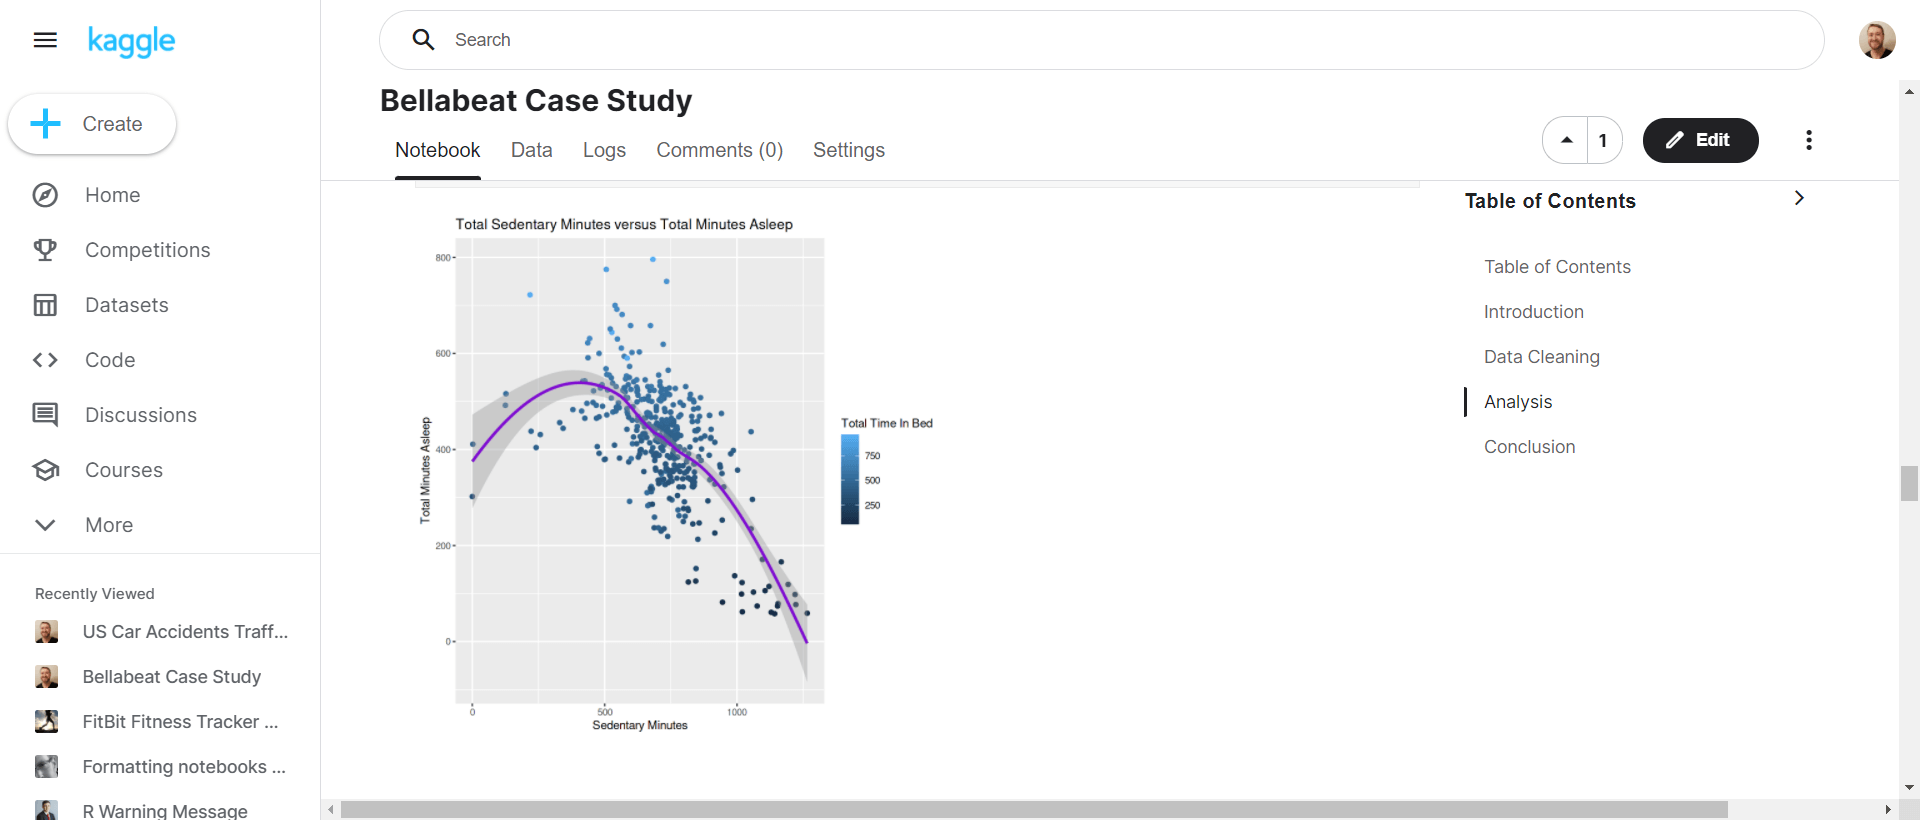 kaggle
Search
Create
Home
Competitions
Datasets
Code
Discussions
Courses
More
Recently Viewed
US Car Accidents Traff...
Bellabeat Case Study
FitBit Fitness Tracker ...
Formatting notebooks ...
R Warning Message
Bellabeat Case Study
Notebook Data Logs Comments (0) Settings
1
Edit
Total Sedentary Minutes versus Total Minutes Asleep
Total Minutes Asleep
800
600
400
200
0
0 500 1000
Sedentary Minutes
Total Time In Bed
750
500
250
Table of Contents
Table of Contents
Introduction
Data Cleaning
Analysis
Conclusion